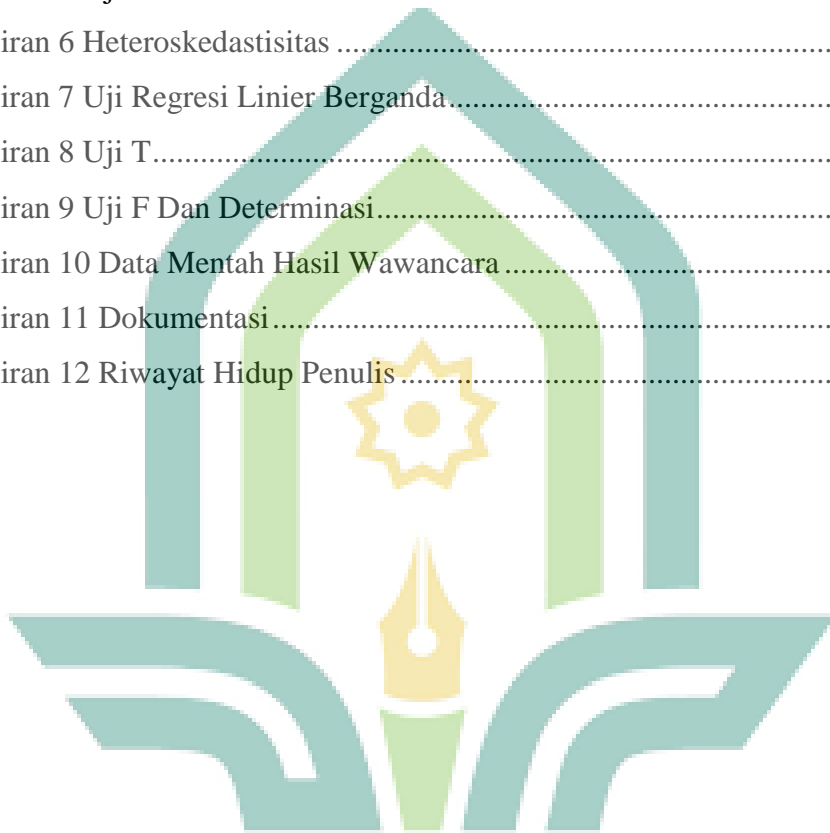 iran 6 Heteroskedastisitas ....................................................................
iran 7 Uji Regresi Linier Berganda....................................................
iran 8 Uji T.........................................................................................
iran 9 Uji F Dan Determinasi.............................................................
iran 10 Data Mentah Hasil Wawancara ............................................
iran 11 Dokumentasi..........................................................................
iran 12 Riwayat Hidup Penulis ..........................................................